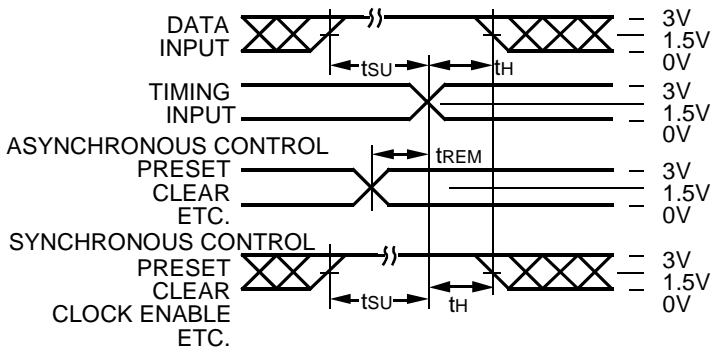 DATA
INPUT
3V
1.5V
0V
tSU
tH
TIMING
INPUT
3V
1.5V
0V
ASYNCHRONOUS CONTROL
PRESET
CLEAR
ETC.
tREM
3V
1.5V
0V
SYNCHRONOUS CONTROL
PRESET
CLEAR
CLOCK ENABLE
ETC.
tSU
tH
3V
1.5V
0V